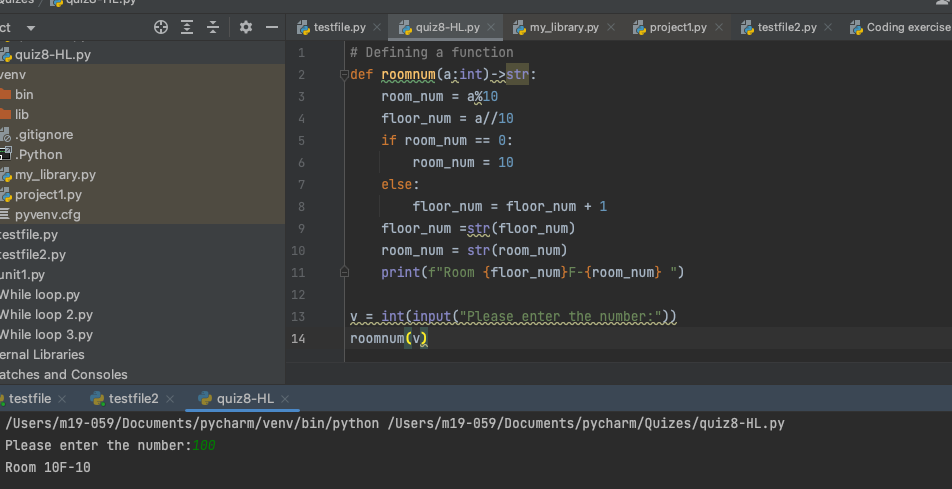 Quizes
quiz8-HL.py
ct
testfile.py
quiz8-HL.py
my_library.py
project1.py
testfile2.py
Coding exercise
quiz8-HL.py
venv
bin
lib
.gitignore
.Python
my_library.py
project1.py
pyvenv.cfg
testfile.py
testfile2.py
unit1.py
While loop.py
While loop 2.py
While loop 3.py
ernal Libraries
atches and Consoles
1 # Defining a function
2 def roomnum(a:int)->str:
3 room_num = a%10
4 floor_num = a//10
5 if room_num == 0:
6 room_num = 10
7 else:
8 floor_num = floor_num + 1
9 floor_num =str(floor_num)
10 room_num = str(room_num)
11 print(f"Room {floor_num}F-{room_num} ")
12
13 v = int(input("Please enter the number:"))
14 roomnum(v)
testfile
testfile2
quiz8-HL
/Users/m19-059/Documents/pycharm/venv/bin/python /Users/m19-059/Documents/pycharm/Quizes/quiz8-HL.py
Please enter the number:100
Room 10F-10